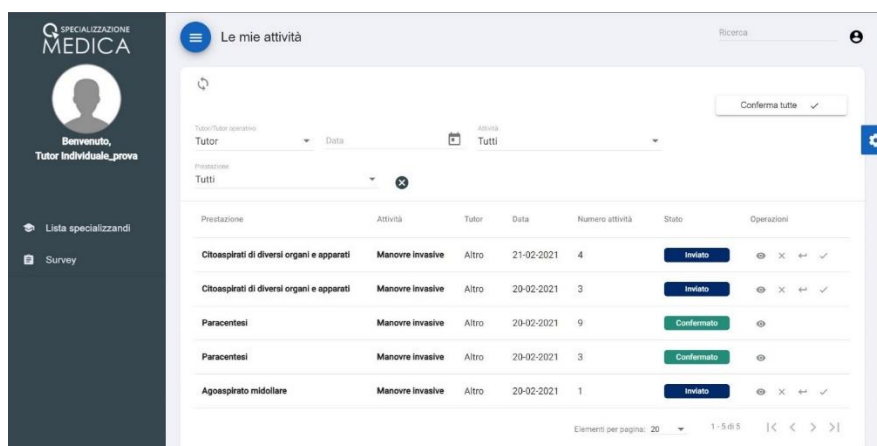 SPECIALIZZAZIONE
MEDICA
Benvenuto,
Tutor Individuale_prova
Lista specializzandi
Survey
Le mie attività
Ricerca
Conferma tutte
Tutor/Tutor operativo
Tutor
Data
Attività
Tutti
Prestazione
Tutti
Prestazione Attività Tutor Data Numero attività Stato Operazioni
Citoaspirati di diversi organi e apparati Manovre invasive Altro 21-02-2021 4 Inviato
Citoaspirati di diversi organi e apparati Manovre invasive Altro 20-02-2021 3 Inviato
Paracentesi Manovre invasive Altro 20-02-2021 9 Confermato
Paracentesi Manovre invasive Altro 20-02-2021 3 Confermato
Agoaspirato midollare Manovre invasive Altro 20-02-2021 1 Inviato
Elementi per pagina: 20 1 - 5 di 5